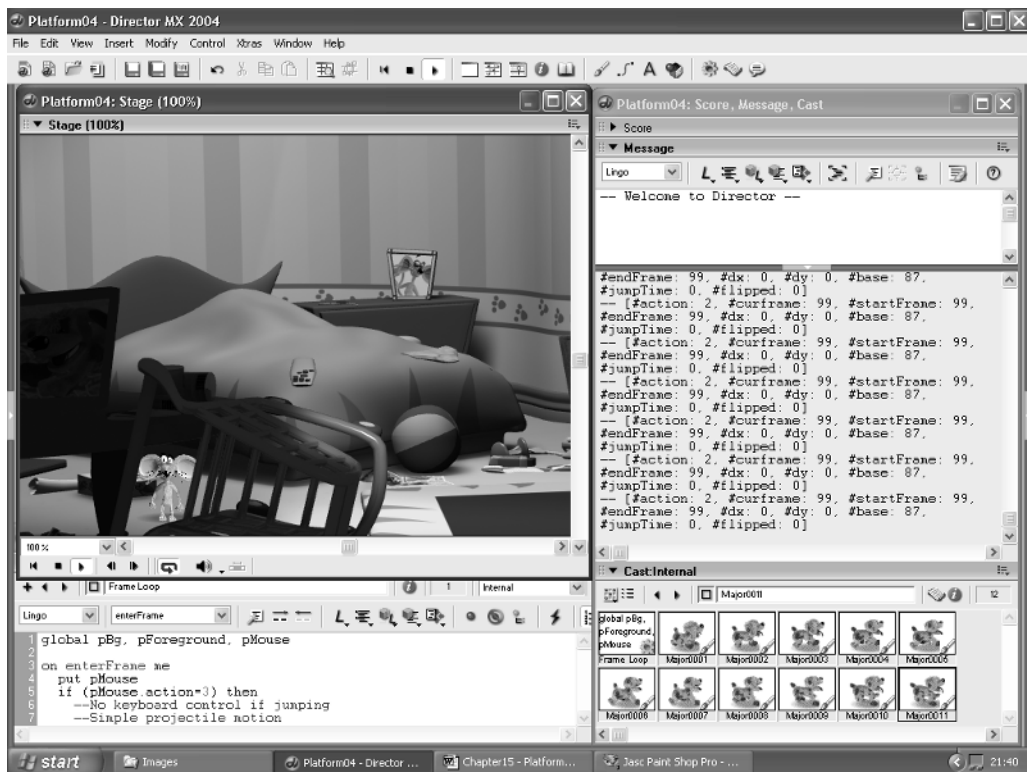 Platform04 - Director MX 2004
File Edit View Insert Modify Control Xtras Window Help
Platform04: Stage (100%)
Stage (100%)
100 %
Frame Loop
1
Internal
Lingo
enterFrame
1 global pBg, pForeground, pMouse
2
3 on enterFrame me
4 put pMouse
5 if (pMouse.action=3) then
6 --No keyboard control if jumping
7 --Simple projectile motion
Platform04: Score, Message, Cast
Score
Message
Lingo
-- Welcome to Director --
#endFrame: 99, #dx: 0, #dy: 0, #base: 87,
#jumpTime: 0, #flipped: 0]
-- [#action: 2, #curframe: 99, #startFrame: 99,
#endFrame: 99, #dx: 0, #dy: 0, #base: 87,
#jumpTime: 0, #flipped: 0]
-- [#action: 2, #curframe: 99, #startFrame: 99,
#endFrame: 99, #dx: 0, #dy: 0, #base: 87,
#jumpTime: 0, #flipped: 0]
-- [#action: 2, #curframe: 99, #startFrame: 99,
#endFrame: 99, #dx: 0, #dy: 0, #base: 87,
#jumpTime: 0, #flipped: 0]
-- [#action: 2, #curframe: 99, #startFrame: 99,
#endFrame: 99, #dx: 0, #dy: 0, #base: 87,
#jumpTime: 0, #flipped: 0]
-- [#action: 2, #curframe: 99, #startFrame: 99,
#endFrame: 99, #dx: 0, #dy: 0, #base: 87,
#jumpTime: 0, #flipped: 0]
-- [#action: 2, #curframe: 99, #startFrame: 99,
#endFrame: 99, #dx: 0, #dy: 0, #base: 87,
#jumpTime: 0, #flipped: 0]
Cast:Internal
Major0011
12
global pBg,
pForeground,
pMouse
Frame Loop Major0001 Major0002 Major0003 Major0004 Major0005
Major0006 Major0007 Major0008 Major0009 Major0010 Major0011
start
Images
Platform04 - Director ...
Chapter15 - Platform...
Jasc Paint Shop Pro - ...
21:40